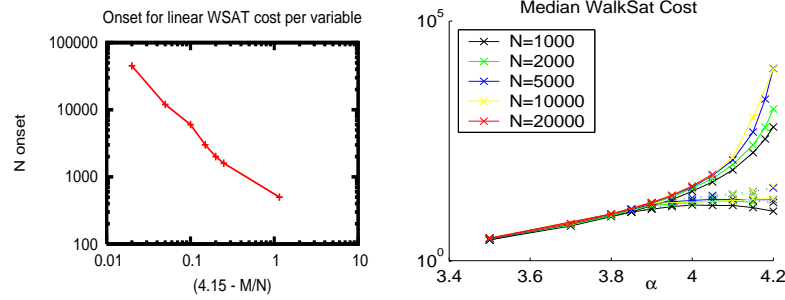 Onset for linear WSAT cost per variable
100000
10000
1000
100
N onset
0.01
0.1
1
10
(4.15 - M/N)
Median WalkSat Cost
10^5
10^0
N=1000
N=2000
N=5000
N=10000
N=20000
3.4
3.6
3.8
4
4.2
α